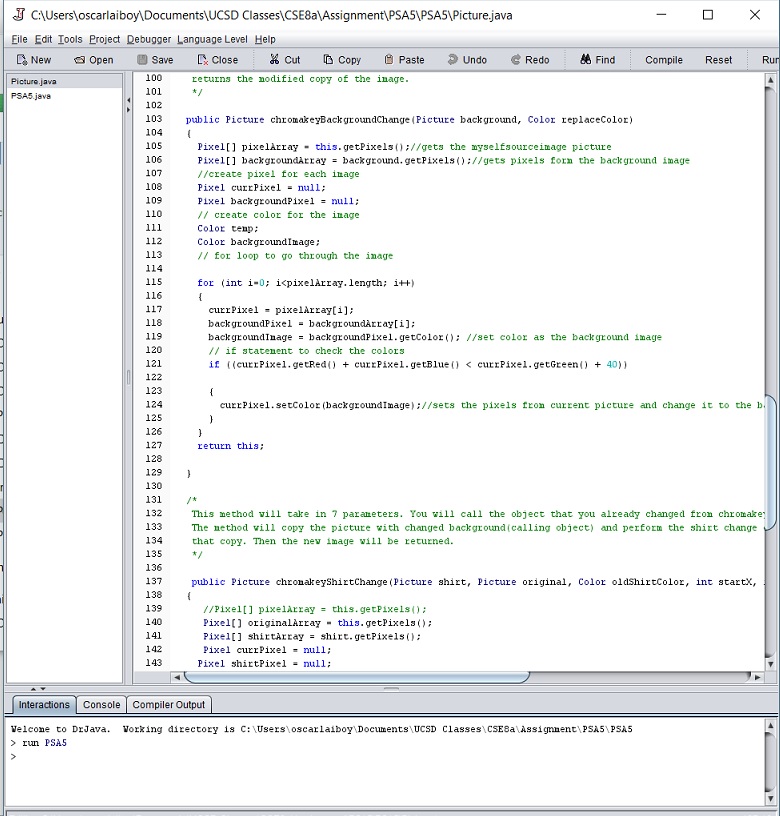 C:\Users\oscarlaiboy\Documents\UCSD Classes\CSE8a\Assignment\PSA5\PSA5\Picture.java
File Edit Tools Project Debugger Language Level Help
New Open Save Close Cut Copy Paste Undo Redo Find Compile Reset Run
Picture.java
PSA5.java
100 returns the modified copy of the image.
101 */
102
103 public Picture chromakeyBackgroundChange(Picture background, Color replaceColor)
104 {
105 Pixel[] pixelArray = this.getPixels();//gets the myselfsourceimage picture
106 Pixel[] backgroundArray = background.getPixels();//gets pixels form the background image
107 //create pixel for each image
108 Pixel currPixel = null;
109 Pixel backgroundPixel = null;
110 // create color for the image
111 Color temp;
112 Color backgroundImage;
113 // for loop to go through the image
114
115 for (int i=0; i<pixelArray.length; i++)
116 {
117 currPixel = pixelArray[i];
118 backgroundPixel = backgroundArray[i];
119 backgroundImage = backgroundPixel.getColor(); //set color as the background image
120 // if statement to check the colors
121 if ((currPixel.getRed() + currPixel.getBlue() < currPixel.getGreen() + 40))
122
123 {
124 currPixel.setColor(backgroundImage);//sets the pixels from current picture and change it to the b
125 }
126 }
127 return this;
128
129 }
130
131 /*
132 This method will take in 7 parameters. You will call the object that you already changed from chromakey
133 The method will copy the picture with changed background(calling object) and perform the shirt change
134 that copy. Then the new image will be returned.
135 */
136
137 public Picture chromakeyShirtChange(Picture shirt, Picture original, Color oldShirtColor, int startX,
138 {
139 //Pixel[] pixelArray = this.getPixels();
140 Pixel[] originalArray = this.getPixels();
141 Pixel[] shirtArray = shirt.getPixels();
142 Pixel currPixel = null;
143 Pixel shirtPixel = null;
Interactions Console Compiler Output
Welcome to DrJava. Working directory is C:\Users\oscarlaiboy\Documents\UCSD Classes\CSE8a\Assignment\PSA5\PSA5
> run PSA5
>